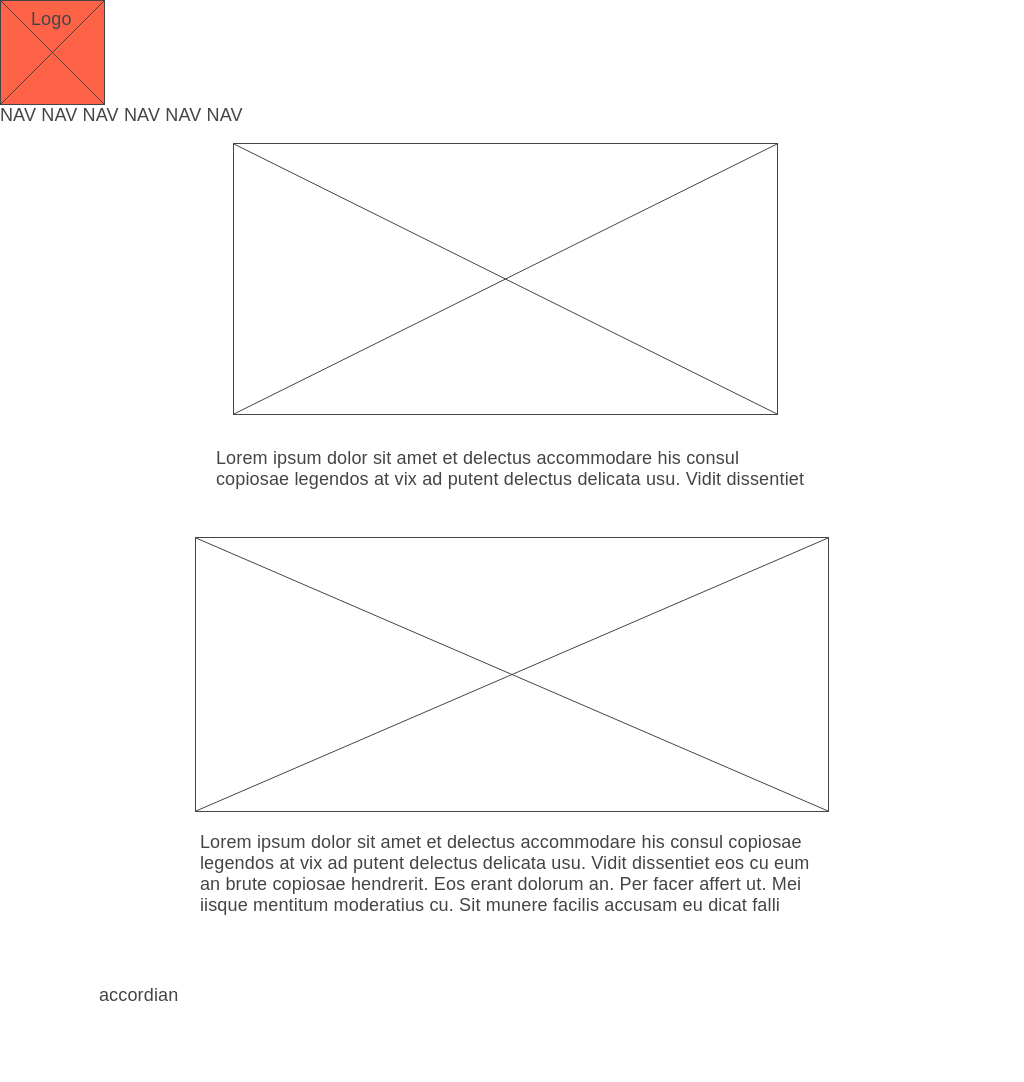 Logo
NAV NAV NAV NAV NAV NAV
Lorem ipsum dolor sit amet et delectus accommodare his consul
copiosae legendos at vix ad putent delectus delicata usu. Vidit dissentiet
Lorem ipsum dolor sit amet et delectus accommodare his consul copiosae
legendos at vix ad putent delectus delicata usu. Vidit dissentiet eos cu eum
an brute copiosae hendrerit. Eos erant dolorum an. Per facer affert ut. Mei
iisque mentitum moderatius cu. Sit munere facilis accusam eu dicat falli
accordian